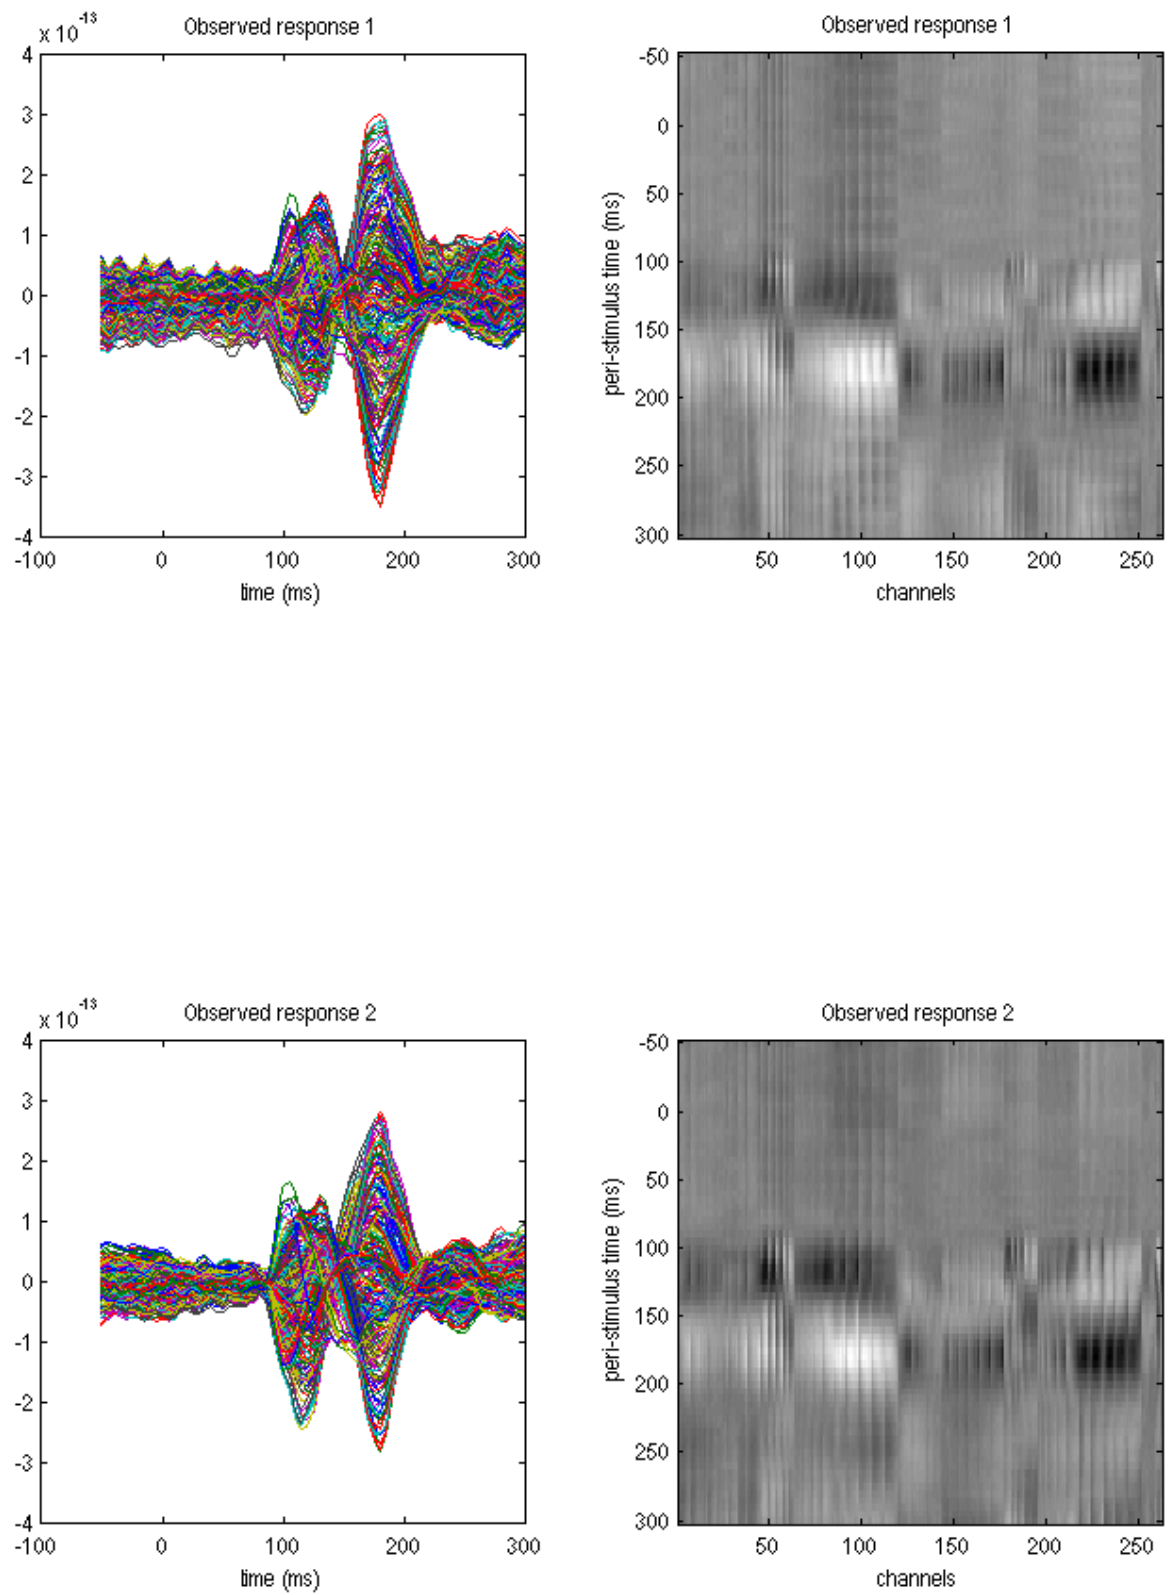 x 10^-13
Observed response 1
4
3
2
1
0
-1
-2
-3
-4
-100 0 100 200 300
time (ms)
Observed response 1
-50
0
50
100
150
200
250
300
peri-stimulus time (ms)
50 100 150 200 250
channels
x 10^-13
Observed response 2
4
3
2
1
0
-1
-2
-3
-4
-100 0 100 200 300
time (ms)
Observed response 2
-50
0
50
100
150
200
250
300
peri-stimulus time (ms)
50 100 150 200 250
channels